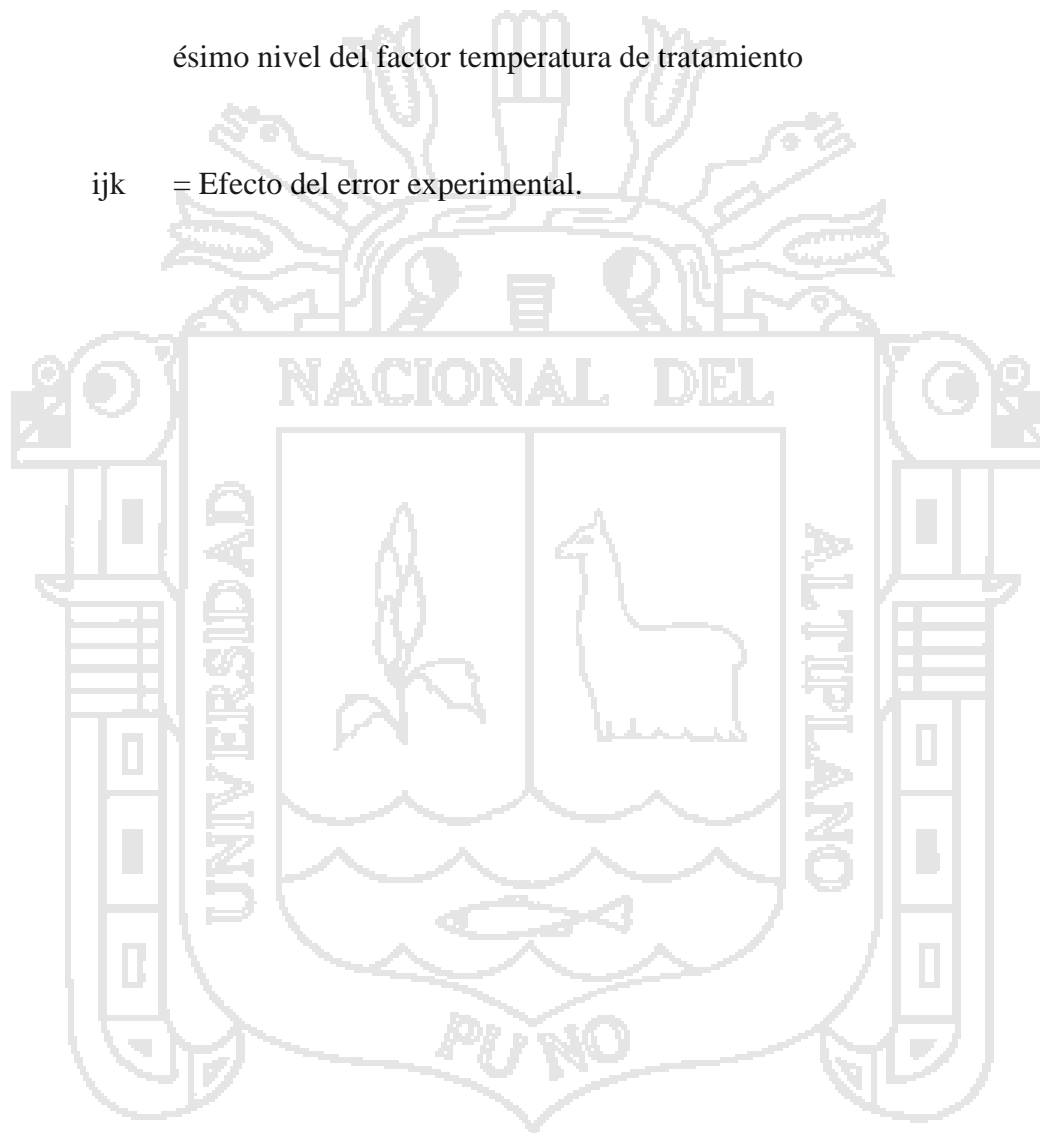 ésimo nivel del factor temperatura de tratamiento
ijk = Efecto del error experimental.
NACIONAL DEL
UNIVERSIDAD
ALTIPLANO
PUNO